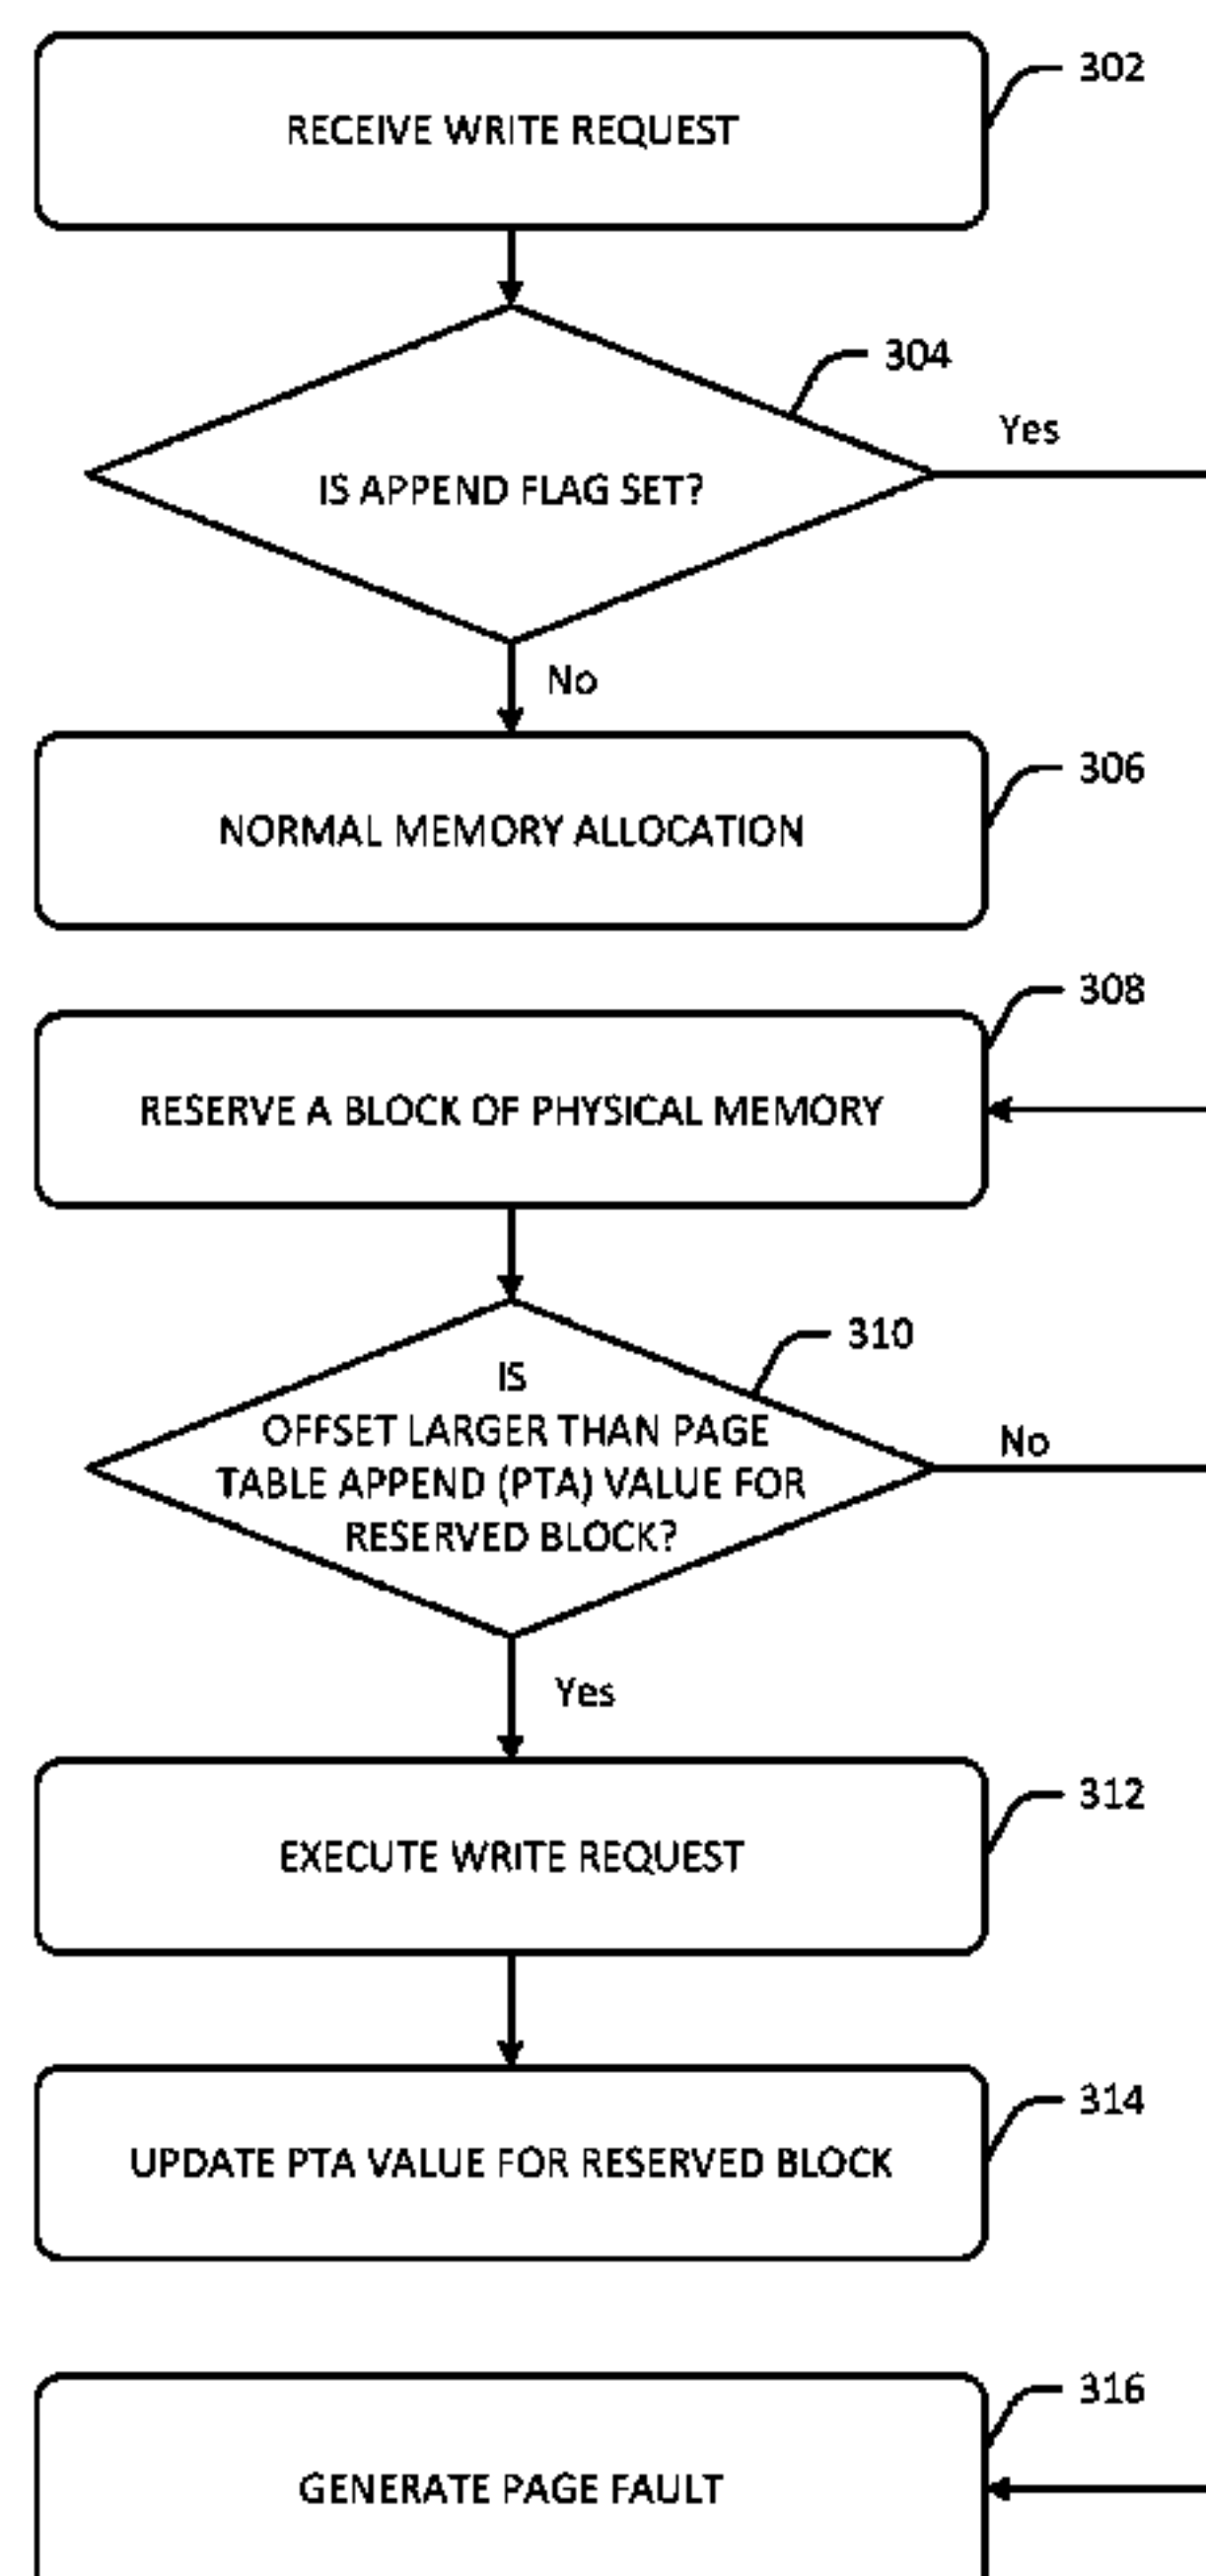 RECEIVE WRITE REQUEST
302
304
IS APPEND FLAG SET?
Yes
No
NORMAL MEMORY ALLOCATION
306
308
RESERVE A BLOCK OF PHYSICAL MEMORY
310
IS
OFFSET LARGER THAN PAGE
TABLE APPEND (PTA) VALUE FOR
RESERVED BLOCK?
No
Yes
312
EXECUTE WRITE REQUEST
314
UPDATE PTA VALUE FOR RESERVED BLOCK
316
GENERATE PAGE FAULT